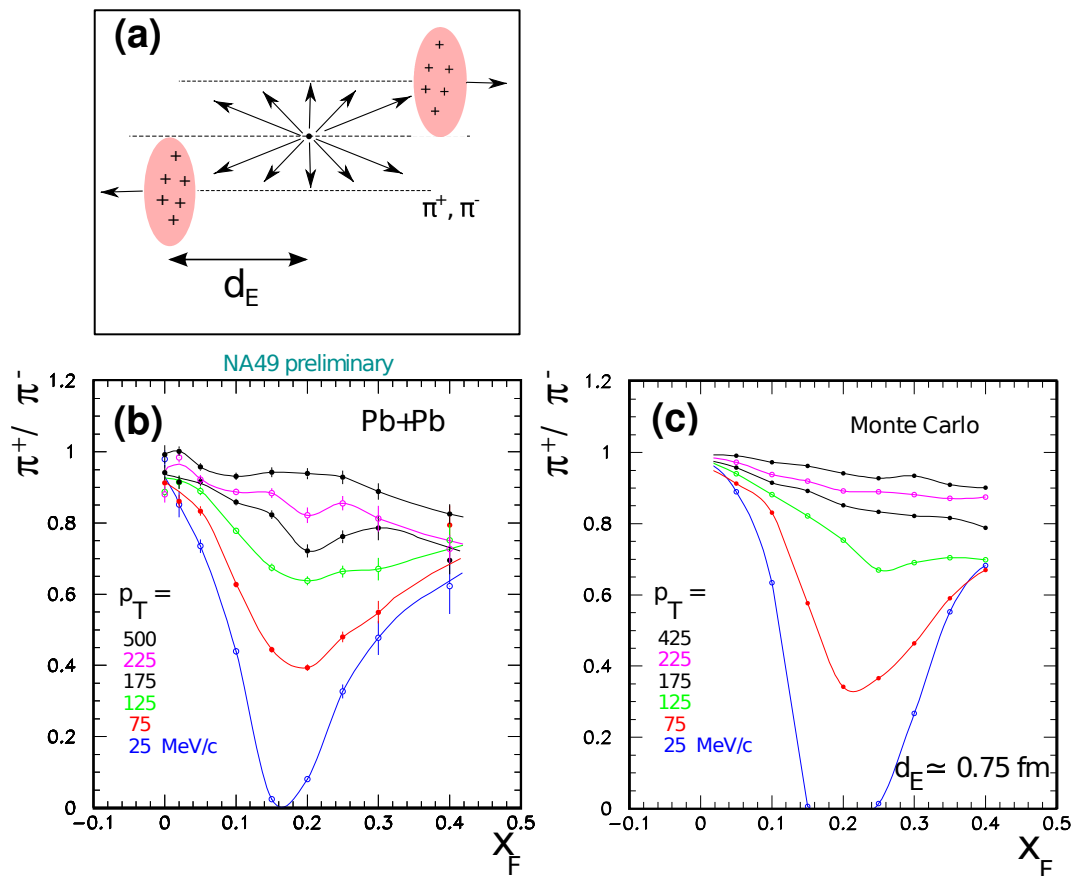 (a)
+ + + + + + +
+ + + + + + +
π+, π-
d_E
NA49 preliminary
π+/ π-
1.2
1
0.8
0.6
0.4
0.2
0
-0.1 0 0.1 0.2 0.3 0.4 0.5
x_F
(b)
Pb+Pb
p_T =
500
225
175
125
75
25 MeV/c
π+/ π-
1.2
1
0.8
0.6
0.4
0.2
0
-0.1 0 0.1 0.2 0.3 0.4 0.5
x_F
(c)
Monte Carlo
p_T =
425
225
175
125
75
25 MeV/c
d_E ≃ 0.75 fm